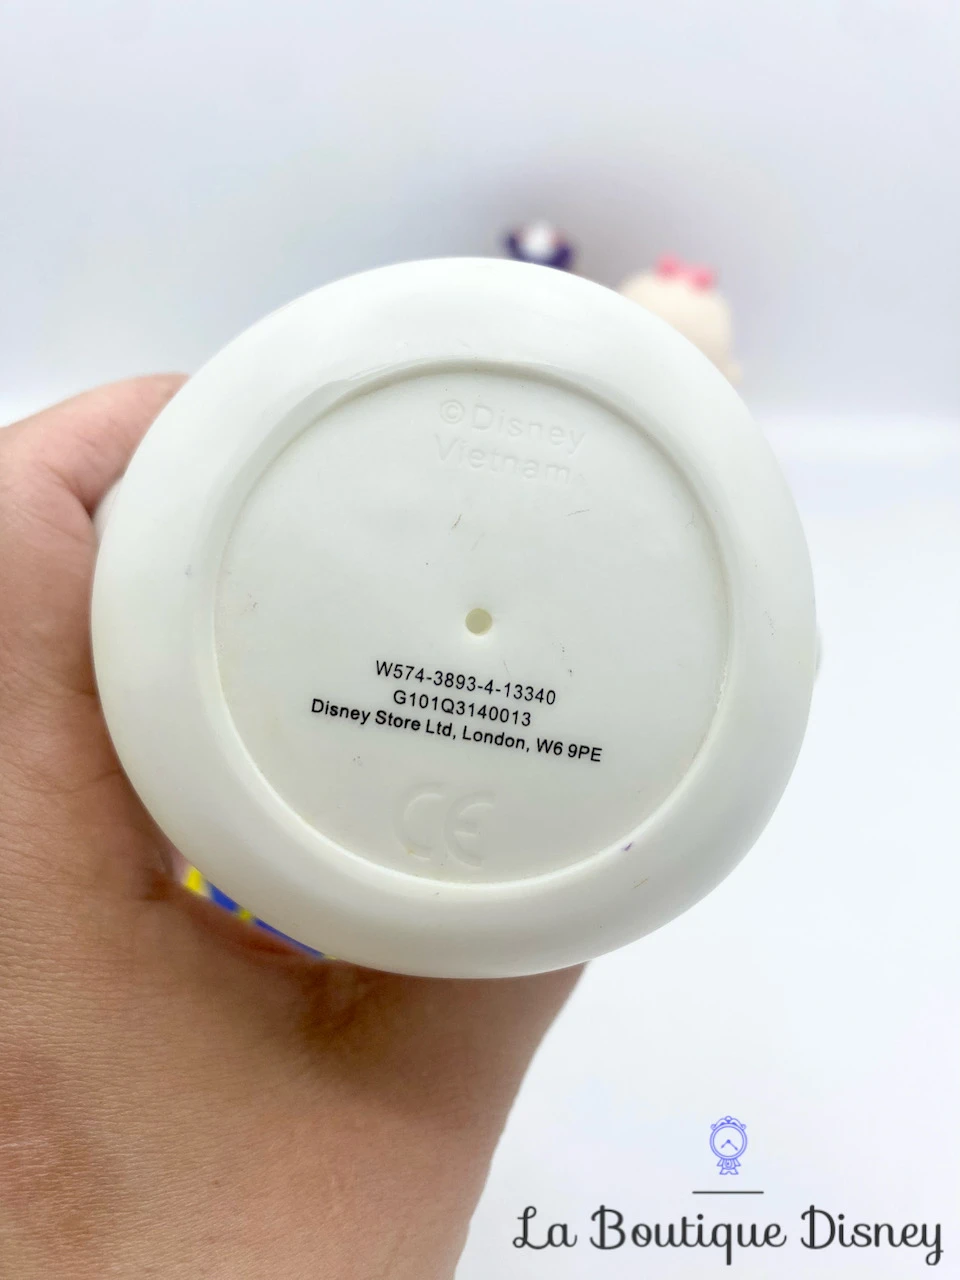 ©Disney
Vietnam
W574-3893-4-13340
G101Q3140013
Disney Store Ltd, London, W6 9PE
CE
La Boutique Disney